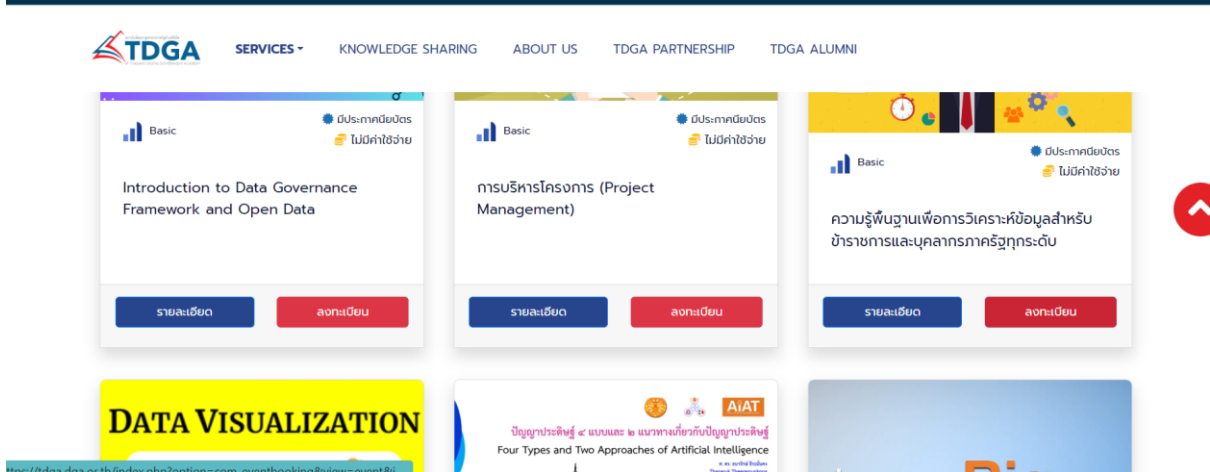 TDGA
SERVICES
KNOWLEDGE SHARING
ABOUT US
TDGA PARTNERSHIP
TDGA ALUMNI
Basic
มีประกาศนียบัตร
ไม่มีค่าใช้จ่าย
Introduction to Data Governance
Framework and Open Data
รายละเอียด
ลงทะเบียน
Basic
มีประกาศนียบัตร
ไม่มีค่าใช้จ่าย
การบริหารโครงการ (Project
Management)
รายละเอียด
ลงทะเบียน
Basic
มีประกาศนียบัตร
ไม่มีค่าใช้จ่าย
ความรู้พื้นฐานเพื่อการวิเคราะห์ข้อมูลสำหรับ
ข้าราชการและบุคลากรภาครัฐทุกระดับ
รายละเอียด
ลงทะเบียน
DATA VISUALIZATION
AiAT
ปัญญาประดิษฐ์ ๔ แบบและ ๒ แนวทางเกี่ยวกับปัญญาประดิษฐ์
Four Types and Two Approaches of Artificial Intelligence